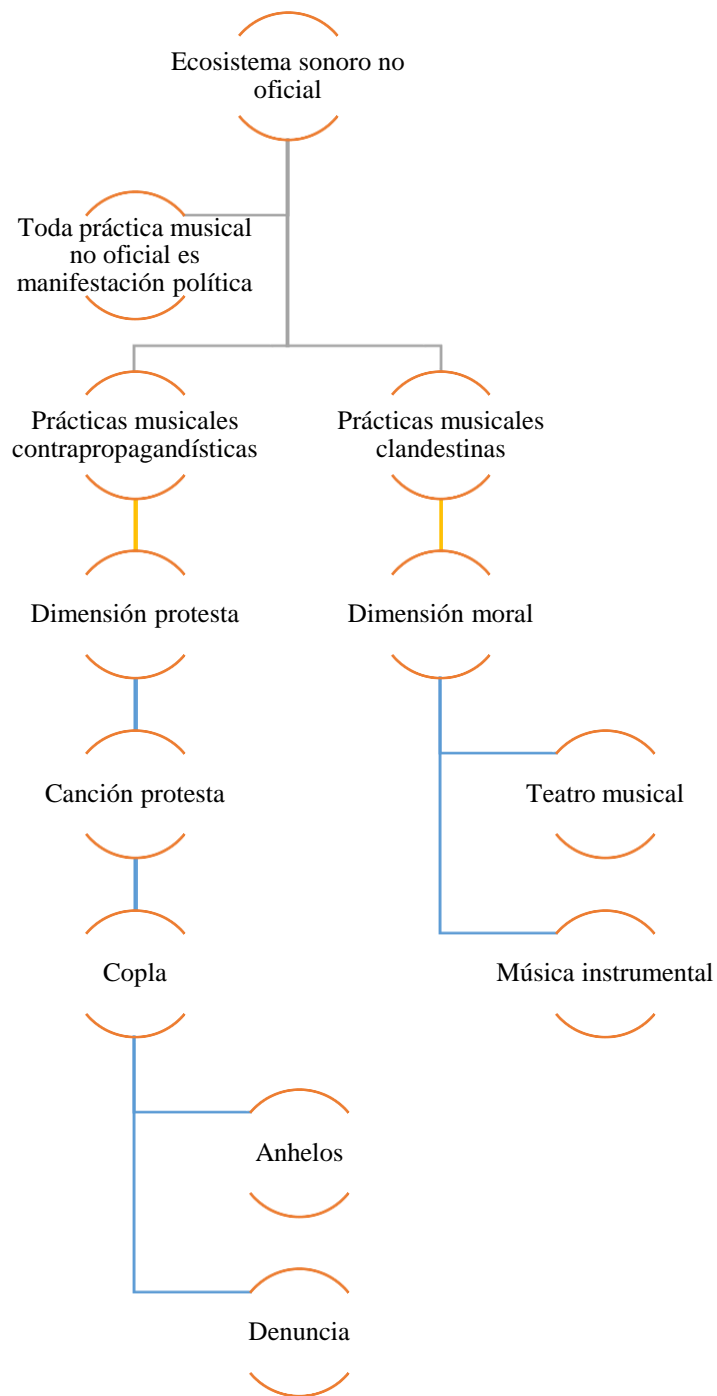 Ecosistema sonoro no
oficial
Toda práctica musical
no oficial es
manifestación política
Prácticas musicales
contrapropagandísticas
Prácticas musicales
clandestinas
Dimensión protesta
Dimensión moral
Canción protesta
Teatro musical
Copla
Música instrumental
Anhelos
Denuncia